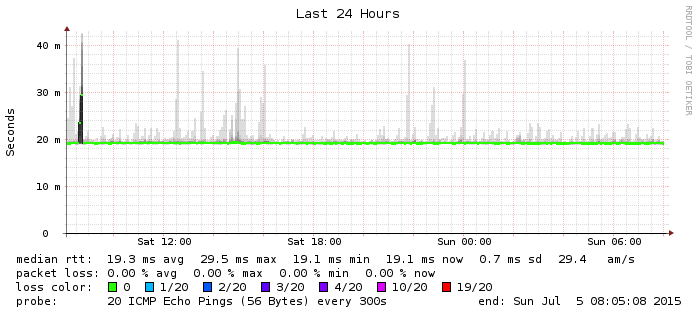 Last 24 Hours
RRDTOOL / TOBI OETIKER
Seconds
40 m
30 m
20 m
10 m
0
Sat 12:00 Sat 18:00 Sun 00:00 Sun 06:00
median rtt: 19.3 ms avg 29.5 ms max 19.1 ms min 19.1 ms now 0.7 ms sd 29.4 am/s
packet loss: 0.00 % avg 0.00 % max 0.00 % min 0.00 % now
loss color: 0 1/20 2/20 3/20 4/20 10/20 19/20
probe: 20 ICMP Echo Pings (56 Bytes) every 300s end: Sun Jul 5 08:05:08 2015